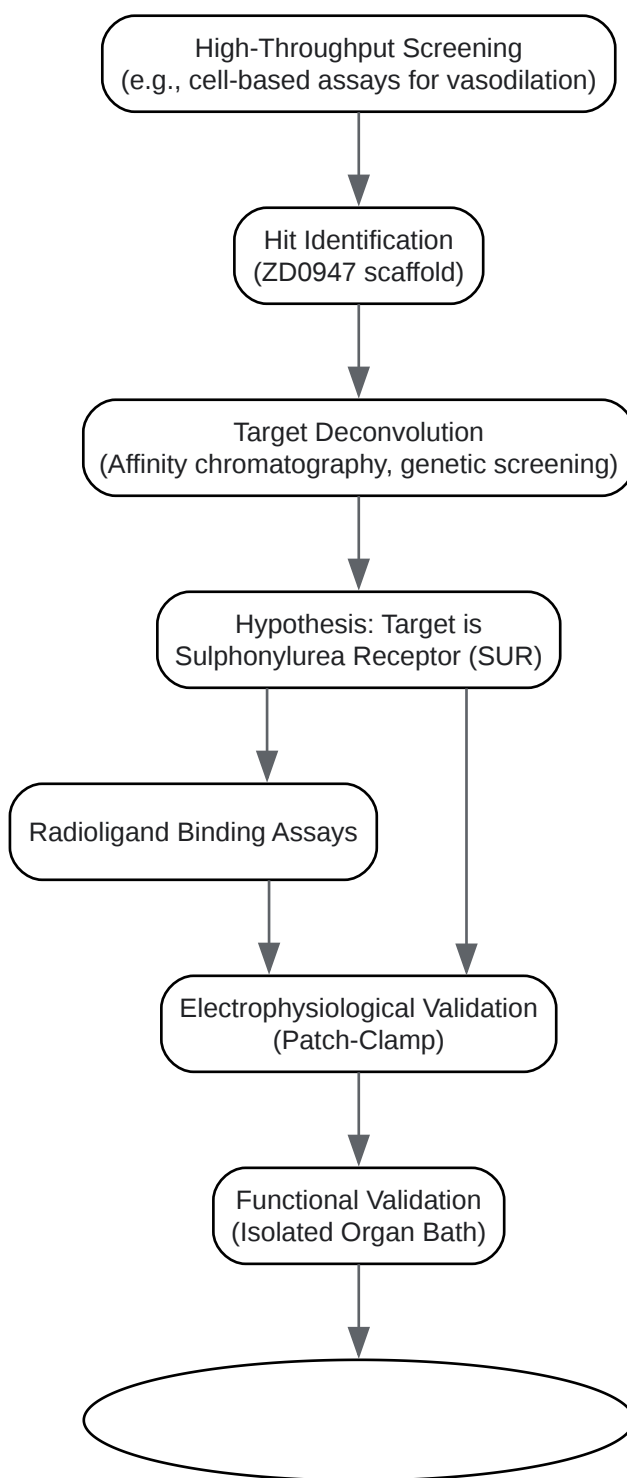 High-Throughput Screening
(e.g., cell-based assays for vasodilation)
Hit Identification
(ZD0947 scaffold)
Target Deconvolution
(Affinity chromatography, genetic screening)
Hypothesis: Target is
Sulphonylurea Receptor (SUR)
Radioligand Binding Assays
Electrophysiological Validation
(Patch-Clamp)
Functional Validation
(Isolated Organ Bath)